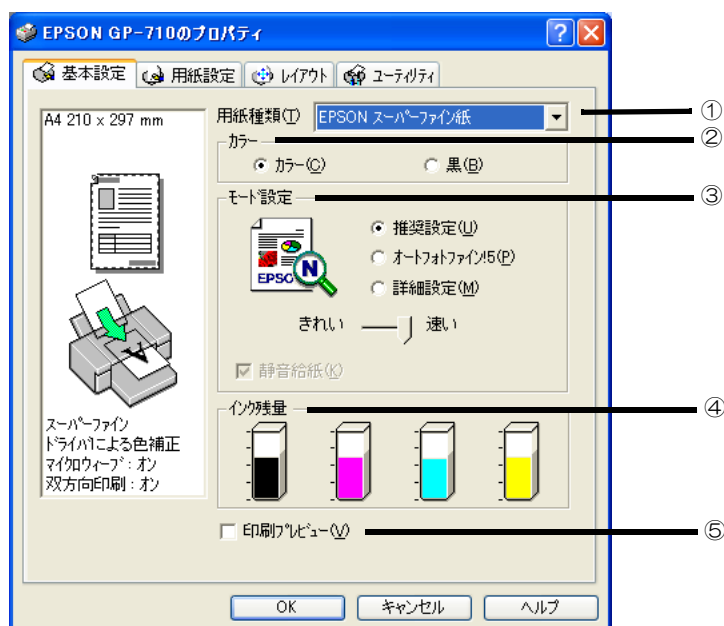 EPSON GP-710のプロパティ
基本設定 用紙設定 レイアウト ユーティリティ
A4 210 x 297 mm
用紙種類(T) EPSON スーパーファイン紙 ①
カラー ②
カラー(C) 黒(B)
モード設定 ③
推奨設定(U)
オートフォトファイン!5(P)
詳細設定(M)
EPSO N
きれい 速い
静音給紙(K)
インク残量 ④
スーパーファイン
ドライバによる色補正
マイクロウィーブ : オン
双方向印刷 : オン
印刷プレビュー(V) ⑤
OK キャンセル ヘルプ